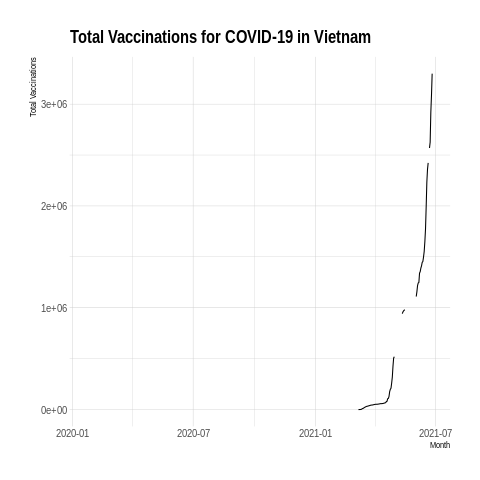 Total Vaccinations for COVID-19 in Vietnam
Total Vaccinations
3e+06
2e+06
1e+06
0e+00
2020-01 2020-07 2021-01 2021-07
Month